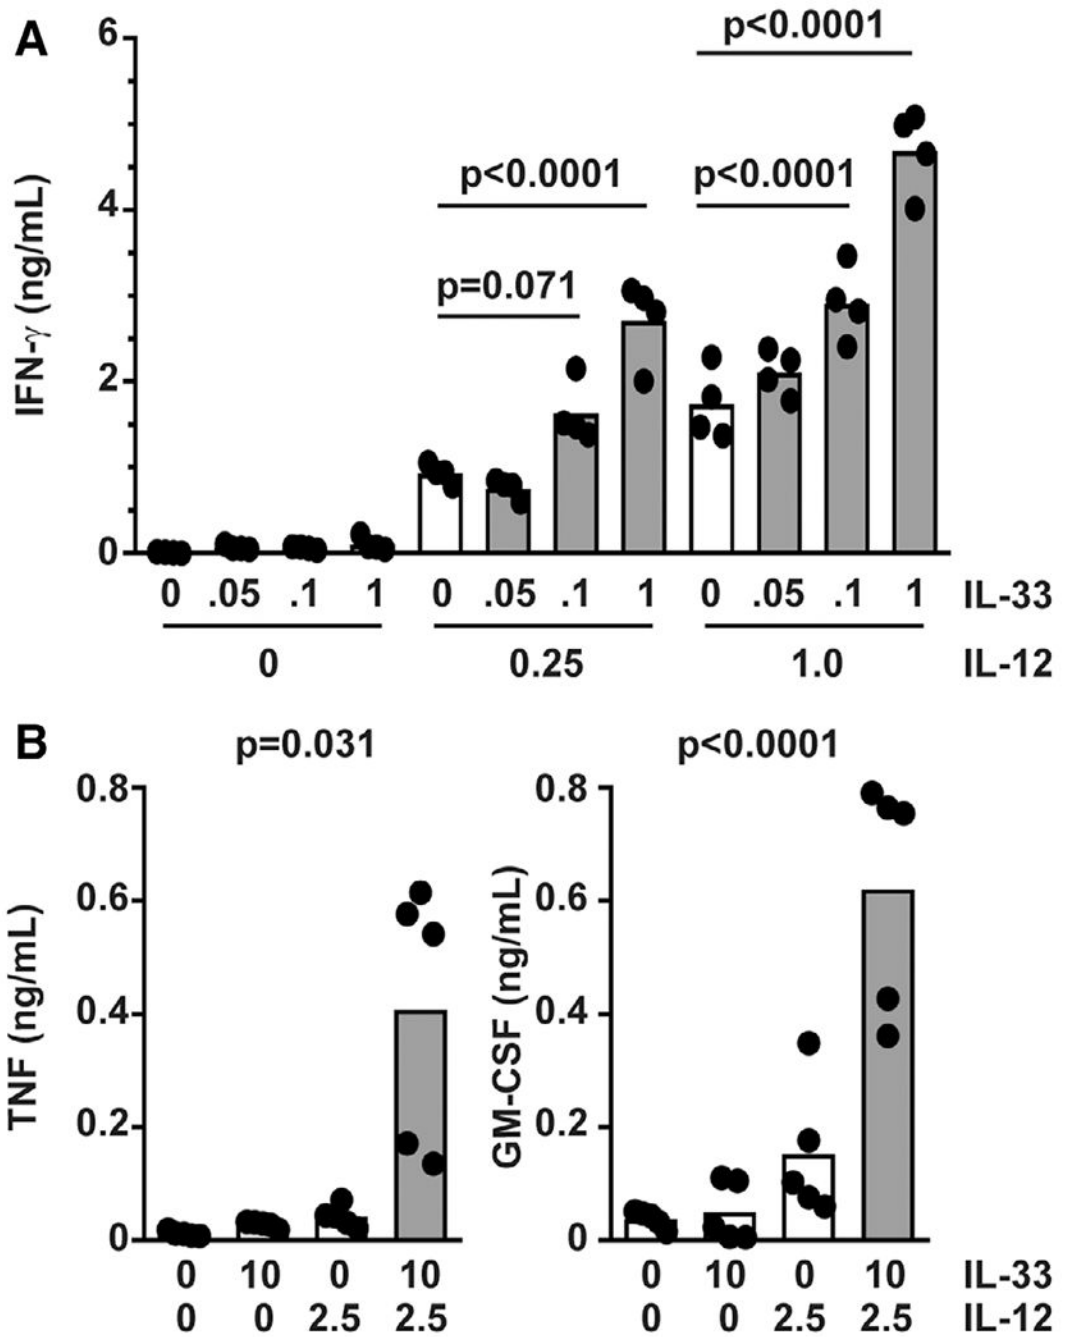 A
6
p<0.0001
p<0.0001
p<0.0001
4
p=0.071
IFN-γ (ng/mL)
2
0
0 .05 .1 1 0 .05 .1 1 0 .05 .1 1 IL-33
0 0.25 1.0 IL-12
B
p=0.031
p<0.0001
0.8
0.6
0.4
0.2
0
TNF (ng/mL)
0.8
0.6
0.4
0.2
0
GM-CSF (ng/mL)
0 10 0 10 0 10 0 10 IL-33
0 0 2.5 2.5 0 0 2.5 2.5 IL-12